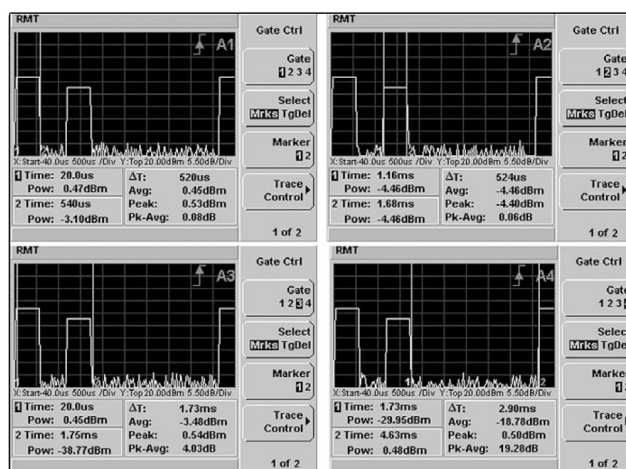 RMT
Gate Ctrl
A1
Gate
1 2 3 4
Select
Mrks TgDel
Marker
1 2
Trace
Control
1 of 2
X:Start-40.0us 500us /Div Y:Top 20.00dBm 5.50dB/Div
1 Time: 20.0us
Pow: 0.47dBm
2 Time: 540us
Pow: -3.10dBm
ΔT: 520us
Avg: 0.45dBm
Peak: 0.53dBm
Pk-Avg: 0.08dB
RMT
Gate Ctrl
A2
Gate
1 2 3 4
Select
Mrks TgDel
Marker
1 2
Trace
Control
1 of 2
X:Start-40.0us 500us /Div Y:Top 20.00dBm 5.50dB/Div
1 Time: 1.16ms
Pow: -4.46dBm
2 Time: 1.68ms
Pow: -4.46dBm
ΔT: 524us
Avg: -4.46dBm
Peak: -4.40dBm
Pk-Avg: 0.06dB
RMT
Gate Ctrl
A3
Gate
1 2 3 4
Select
Mrks TgDel
Marker
1 2
Trace
Control
1 of 2
X:Start-40.0us 500us /Div Y:Top 20.00dBm 5.50dB/Div
1 Time: 20.0us
Pow: 0.45dBm
2 Time: 1.75ms
Pow: -38.77dBm
ΔT: 1.73ms
Avg: -3.48dBm
Peak: 0.54dBm
Pk-Avg: 4.03dB
RMT
Gate Ctrl
A4
Gate
1 2 3
Select
Mrks TgDel
Marker
1 2
Trace
Control
1 of 2
1
2
X:Start-40.0us 500us /Div Y:Top 20.00dBm 5.50dB/Div
1 Time: 1.73ms
Pow: -29.95dBm
2 Time: 4.63ms
Pow: 0.48dBm
ΔT: 2.90ms
Avg: -18.78dBm
Peak: 0.50dBm
Pk-Avg: 19.28dB